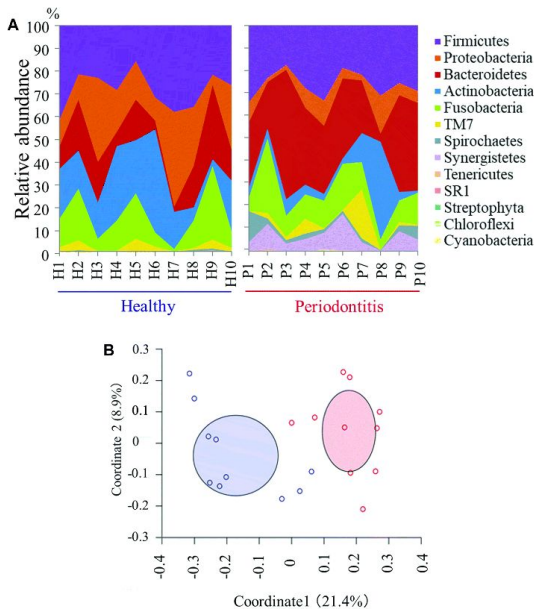 A
%
Relative abundance
100
90
80
70
60
50
40
30
20
10
0
H1 H2 H3 H4 H5 H6 H7 H8 H9 H10
P1 P2 P3 P4 P5 P6 P7 P8 P9 P10
Healthy
Periodontitis
Firmicutes
Proteobacteria
Bacteroidetes
Actinobacteria
Fusobacteria
TM7
Spirochaetes
Synergistetes
Tenericutes
SR1
Streptophyta
Chloroflexi
Cyanobacteria
B
Coordinate 2 (8.9%)
0.3
0.2
0.1
0
-0.1
-0.2
-0.3
-0.4 -0.3 -0.2 -0.1 0 0.1 0.2 0.3 0.4
Coordinate1 (21.4%)